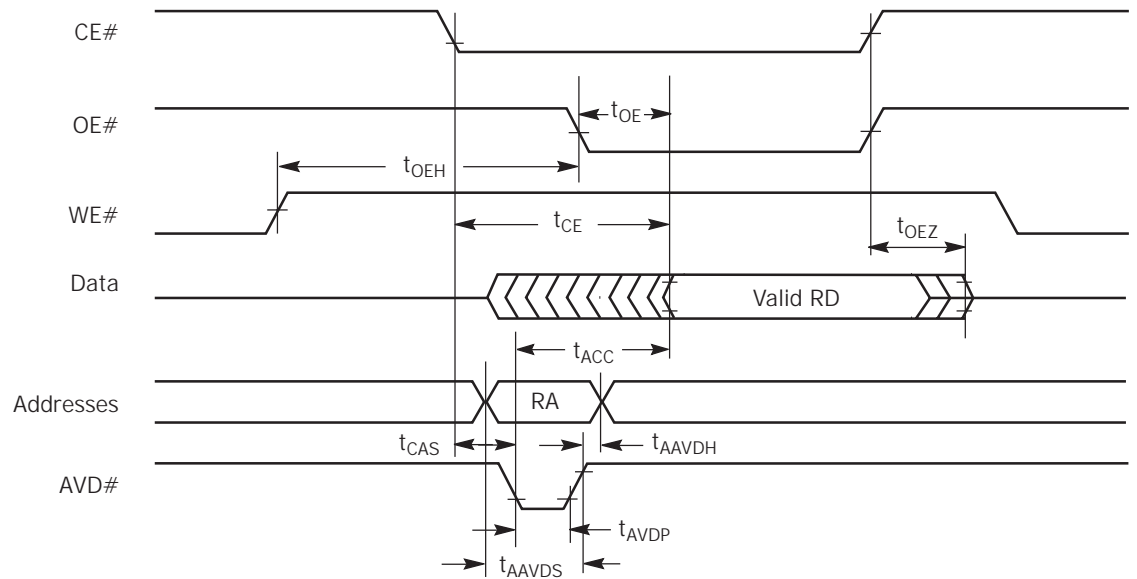 CE#
OE#
tOE
tOEH
WE#
tCE
tOEZ
Data
Valid RD
tACC
Addresses
RA
tCAS
tAAVDH
AVD#
tAVDP
tAAVDS